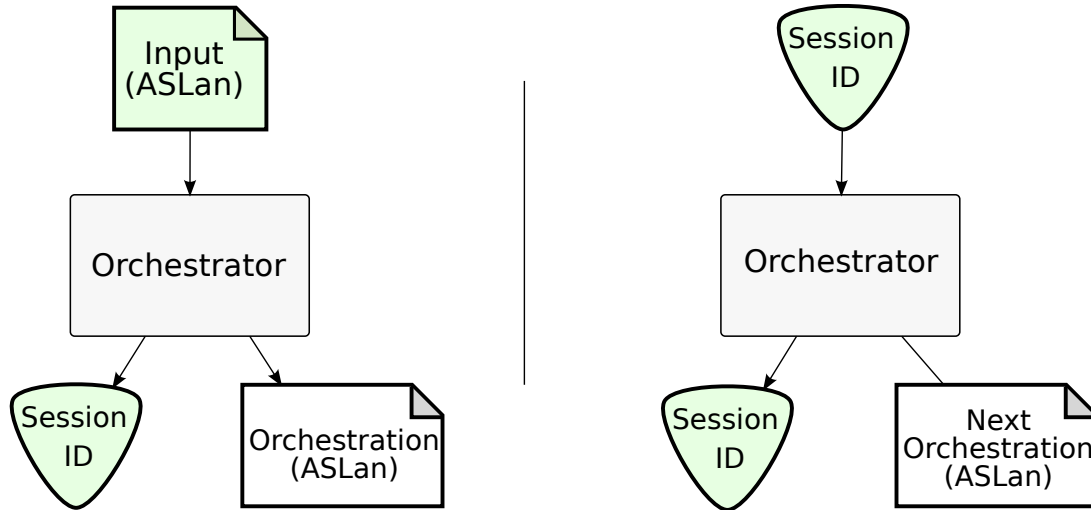 Input
(ASLan)
Orchestrator
Session
ID
Orchestration
(ASLan)
Session
ID
Orchestrator
Session
ID
Next
Orchestration
(ASLan)